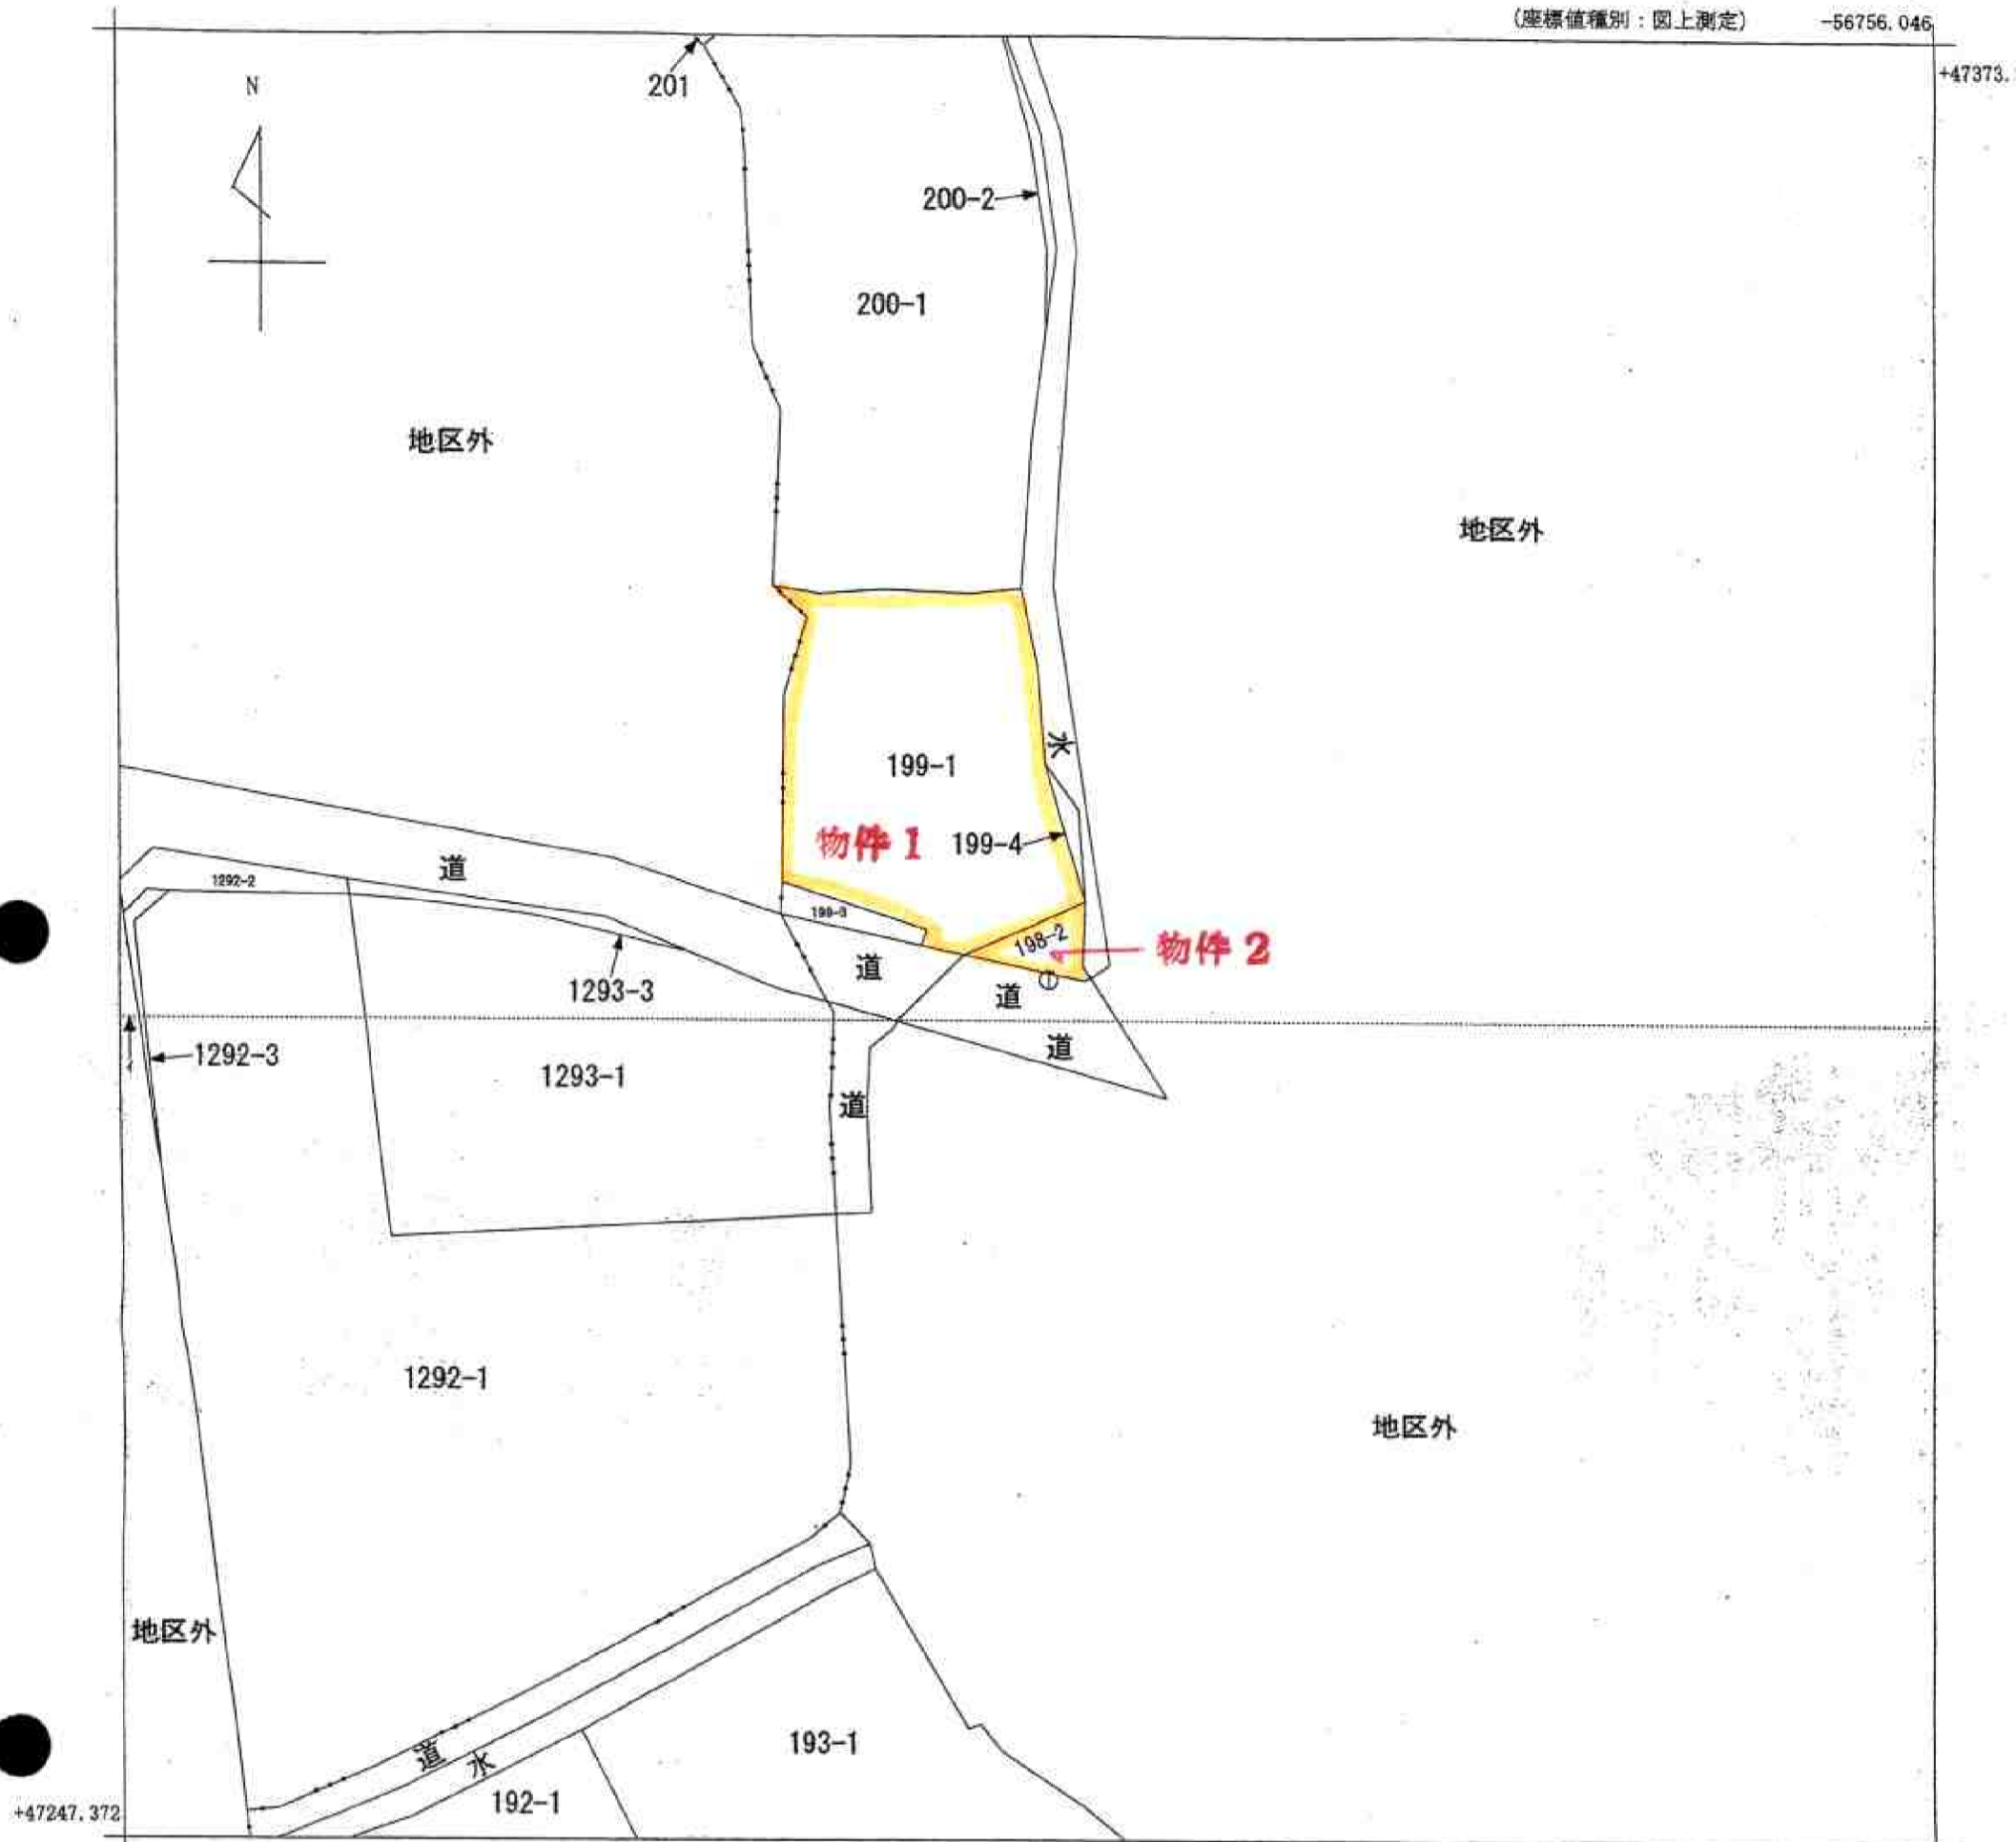 (座標値種別：図上測定) -56756.046
+47373.
201
N
200-2
200-1
地区外
地区外
水
199-1
物件 1 199-4
道
1292-2
199-3
198-2 物件 2
道
1293-3 道
道
1292-3
1293-1
道
1292-1
地区外
地区外
193-1
道 水
192-1
+47247.372